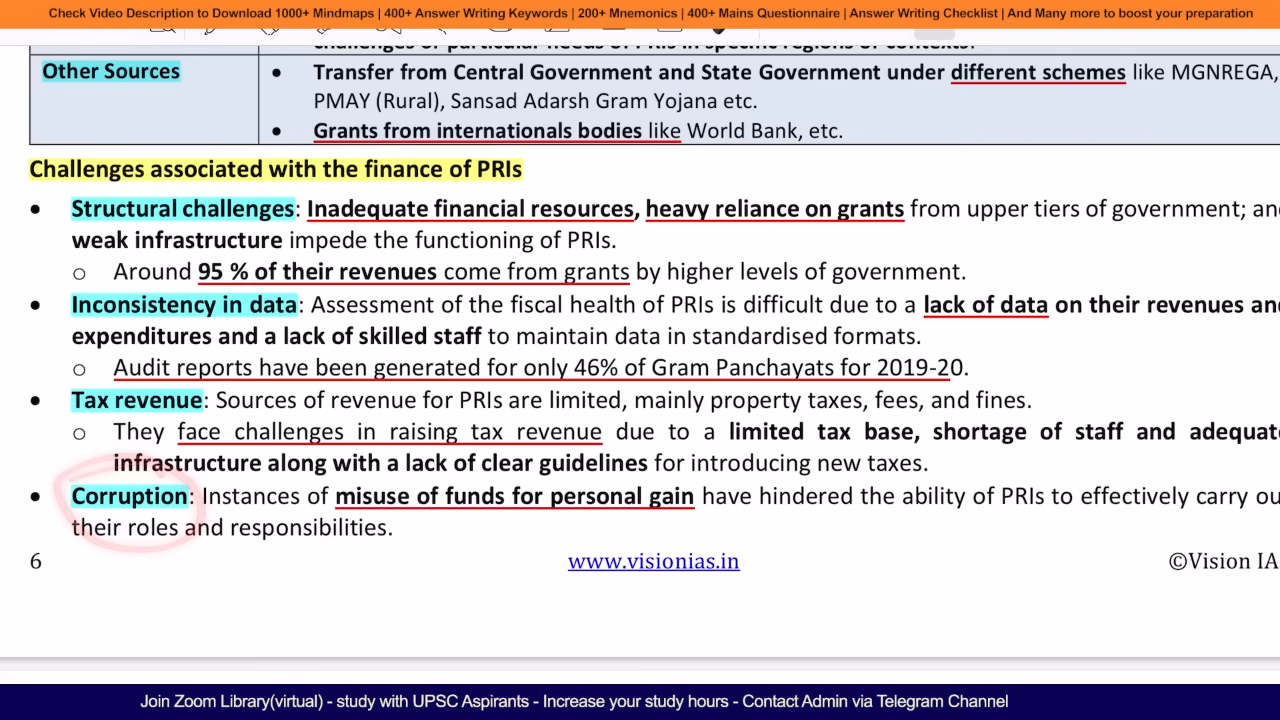 Check Video Description to Download 1000+ Mindmaps | 400+ Answer Writing Keywords | 200+ Mnemonics | 400+ Mains Questionnaire | Answer Writing Checklist | And Many more to boost your preparation
challenges or particular needs of PRIs in specific regions or contexts.
Other Sources
• Transfer from Central Government and State Government under different schemes like MGNREGA,
PMAY (Rural), Sansad Adarsh Gram Yojana etc.
• Grants from internationals bodies like World Bank, etc.
Challenges associated with the finance of PRIs
• Structural challenges: Inadequate financial resources, heavy reliance on grants from upper tiers of government; and
weak infrastructure impede the functioning of PRIs.
o Around 95 % of their revenues come from grants by higher levels of government.
• Inconsistency in data: Assessment of the fiscal health of PRIs is difficult due to a lack of data on their revenues and
expenditures and a lack of skilled staff to maintain data in standardised formats.
o Audit reports have been generated for only 46% of Gram Panchayats for 2019-20.
• Tax revenue: Sources of revenue for PRIs are limited, mainly property taxes, fees, and fines.
o They face challenges in raising tax revenue due to a limited tax base, shortage of staff and adequate
infrastructure along with a lack of clear guidelines for introducing new taxes.
• Corruption: Instances of misuse of funds for personal gain have hindered the ability of PRIs to effectively carry ou
their roles and responsibilities.
6
www.visionias.in
©Vision IA
Join Zoom Library(virtual) - study with UPSC Aspirants - Increase your study hours - Contact Admin via Telegram Channel